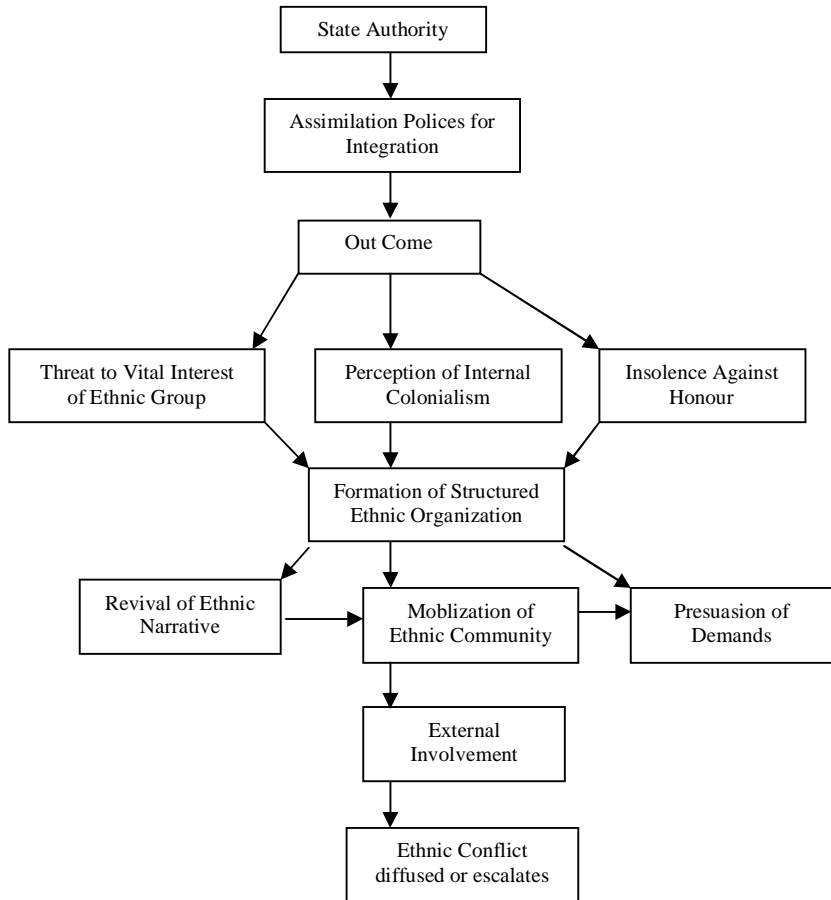 State Authority
Assimilation Polices for
Integration
Out Come
Threat to Vital Interest
of Ethnic Group
Perception of Internal
Colonialism
Insolence Against
Honour
Formation of Structured
Ethnic Organization
Revival of Ethnic
Narrative
Moblization of
Ethnic Community
Presuasion of
Demands
External
Involvement
Ethnic Conflict
diffused or escalates